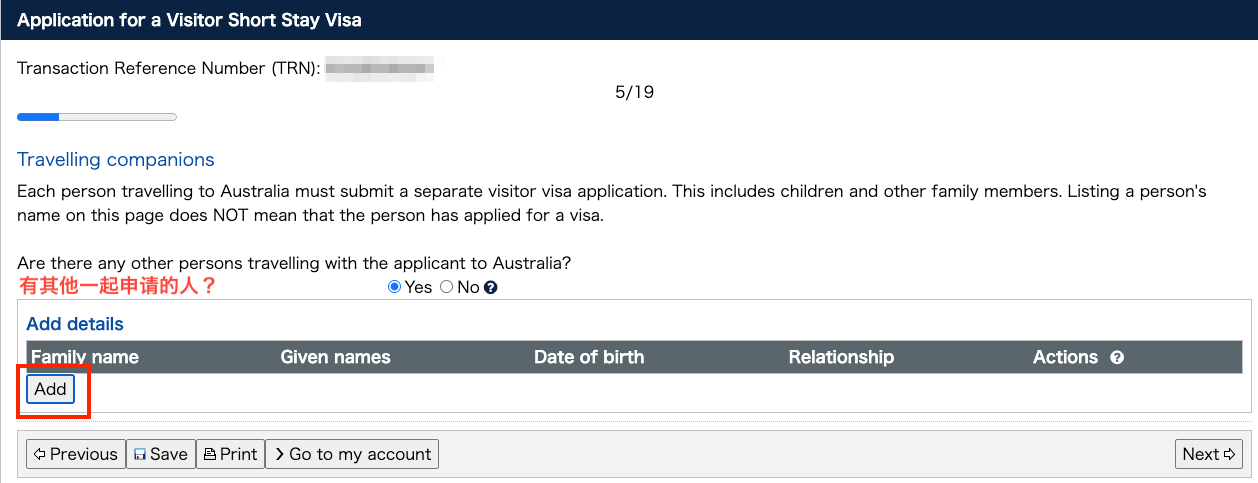 Application for a Visitor Short Stay Visa
Transaction Reference Number (TRN):
5/19
Travelling companions
Each person travelling to Australia must submit a separate visitor visa application. This includes children and other family members. Listing a person's
name on this page does NOT mean that the person has applied for a visa.
Are there any other persons travelling with the applicant to Australia?
有其他一起申请的人？
Yes No ?
Add details
Family name Given names Date of birth Relationship Actions ?
Add
Previous Save Print Go to my account Next